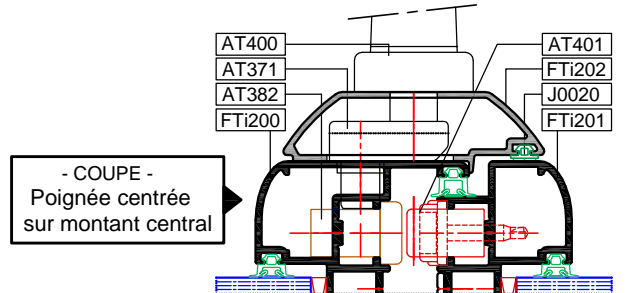 AT400
AT371
AT382
FTi200
AT401
FTi202
J0020
FTi201
- COUPE -
Poignée centrée
sur montant central